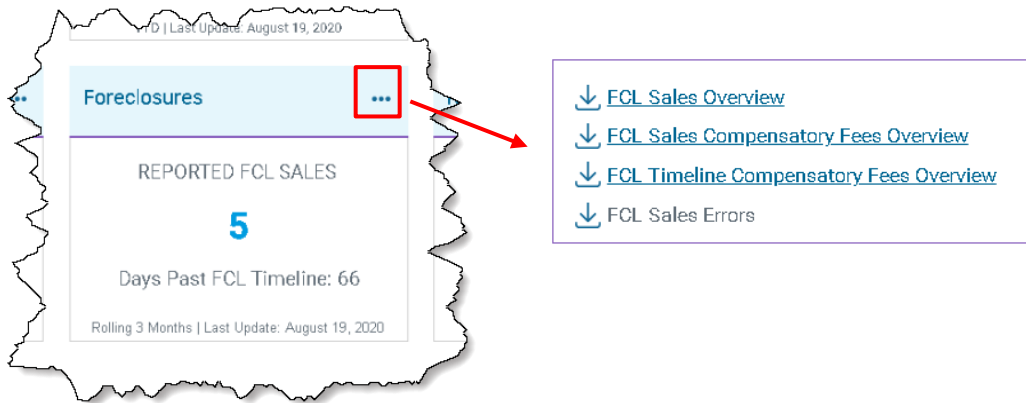 YTD | Last Update: August 19, 2020
Foreclosures
REPORTED FCL SALES
5
Days Past FCL Timeline: 66
Rolling 3 Months | Last Update: August 19, 2020
FCL Sales Overview
FCL Sales Compensatory Fees Overview
FCL Timeline Compensatory Fees Overview
FCL Sales Errors